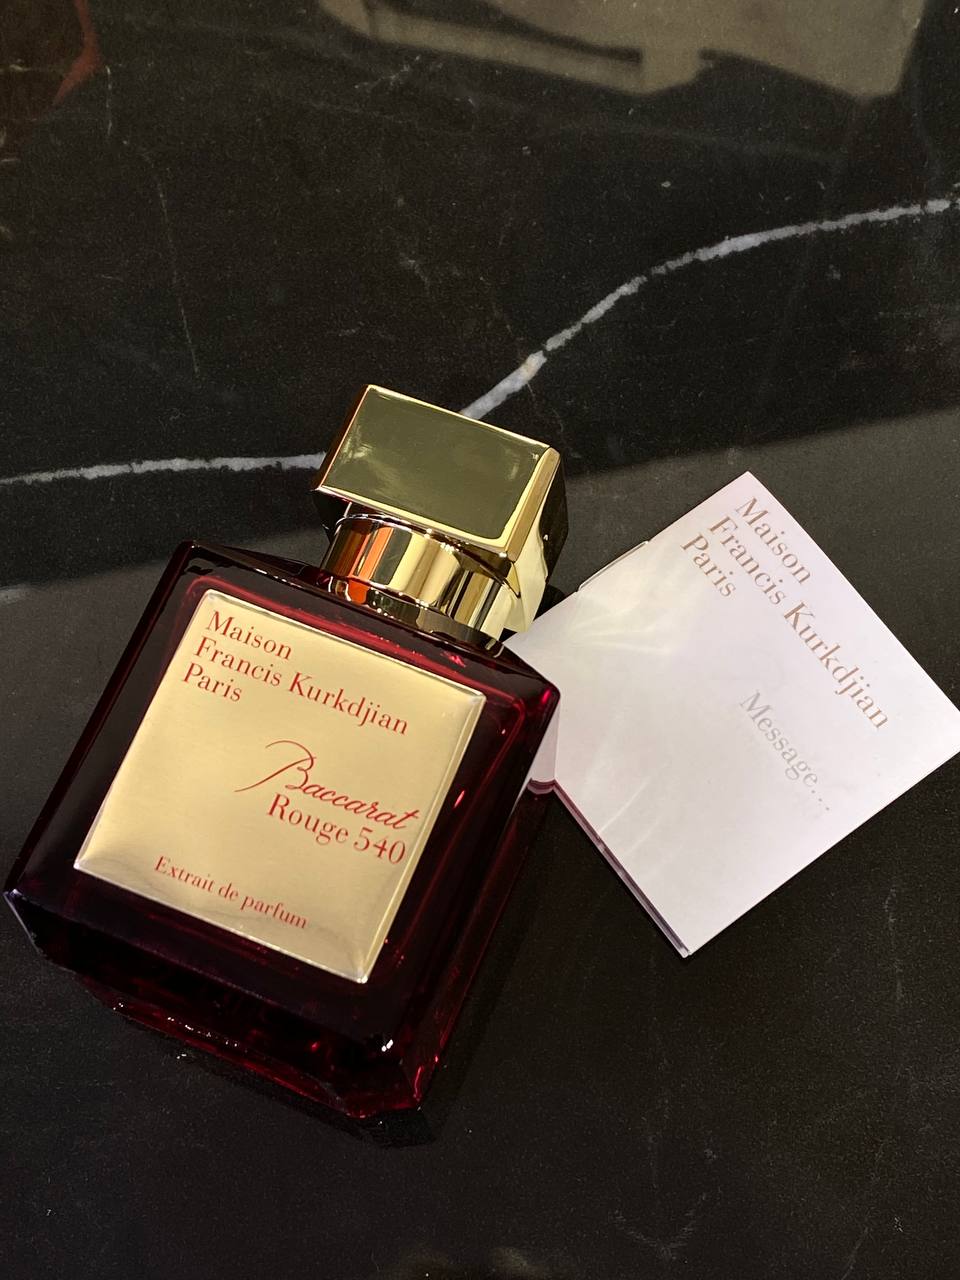 Maison
Francis Kurkdjian
Paris
Baccarat
Rouge 540
Extrait de parfum
Maison
Francis Kurkdjian
Paris
Message...